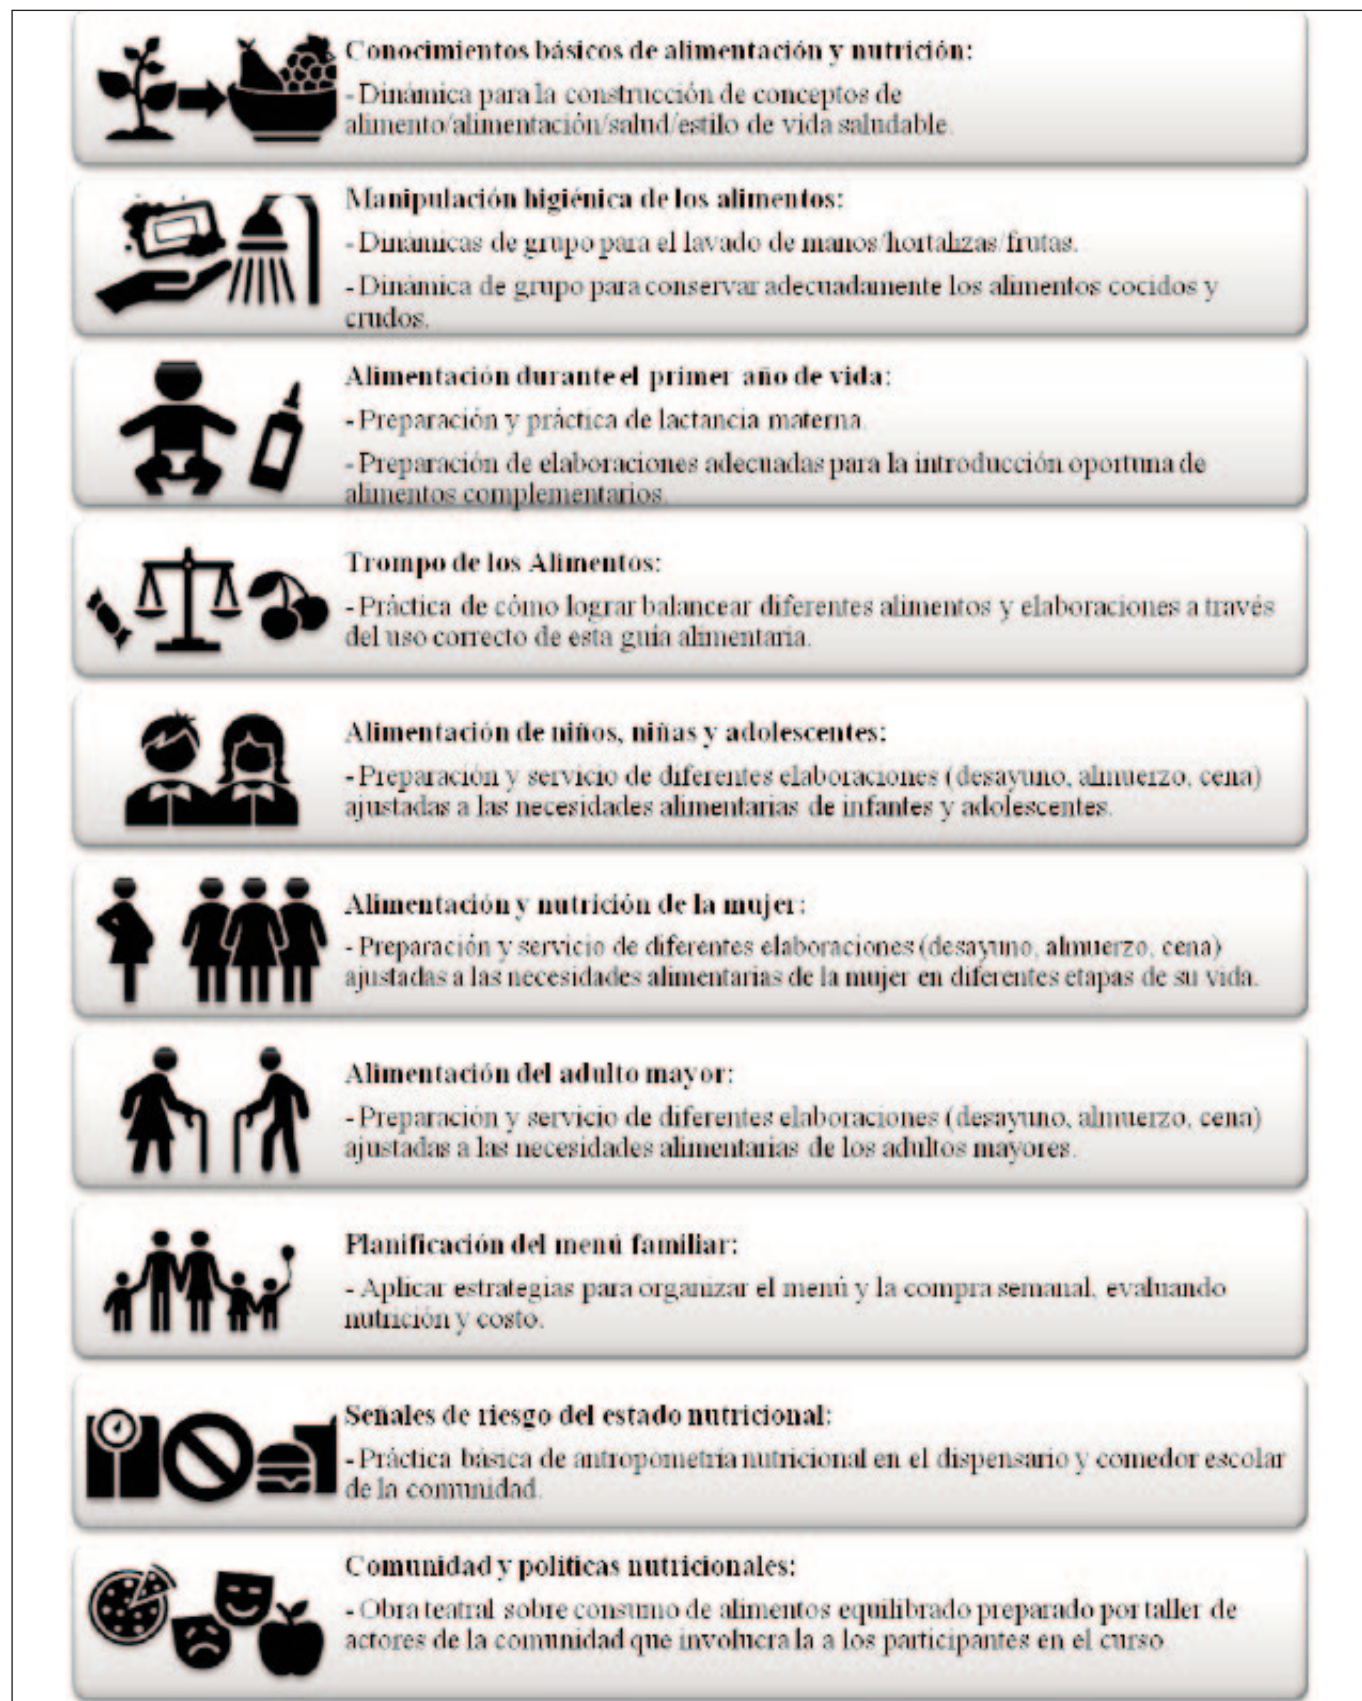 Conocimientos básicos de alimentación y nutrición:
- Dinámica para la construcción de conceptos de
alimento/alimentación/salud/estilo de vida saludable.
Manipulación higiénica de los alimentos:
- Dinámicas de grupo para el lavado de manos/hortalizas/frutas.
- Dinámica de grupo para conservar adecuadamente los alimentos cocidos y
crudos.
Alimentación durante el primer año de vida:
- Preparación y práctica de lactancia materna.
- Preparación de elaboraciones adecuadas para la introducción oportuna de
alimentos complementarios.
Trompo de los Alimentos:
- Práctica de cómo lograr balancear diferentes alimentos y elaboraciones a través
del uso correcto de esta guía alimentaria.
Alimentación de niños, niñas y adolescentes:
- Preparación y servicio de diferentes elaboraciones (desayuno, almuerzo, cena)
ajustadas a las necesidades alimentarias de infantes y adolescentes.
Alimentación y nutrición de la mujer:
- Preparación y servicio de diferentes elaboraciones (desayuno, almuerzo, cena)
ajustadas a las necesidades alimentarias de la mujer en diferentes etapas de su vida.
Alimentación del adulto mayor:
- Preparación y servicio de diferentes elaboraciones (desayuno, almuerzo, cena)
ajustadas a las necesidades alimentarias de los adultos mayores.
Planificación del menú familiar:
- Aplicar estrategias para organizar el menú y la compra semanal, evaluando
nutrición y costo.
Señales de riesgo del estado nutricional:
- Práctica básica de antropometría nutricional en el dispensario y comedor escolar
de la comunidad.
Comunidad y políticas nutricionales:
- Obra teatral sobre consumo de alimentos equilibrado preparado por taller de
actores de la comunidad que involucra la a los participantes en el curso